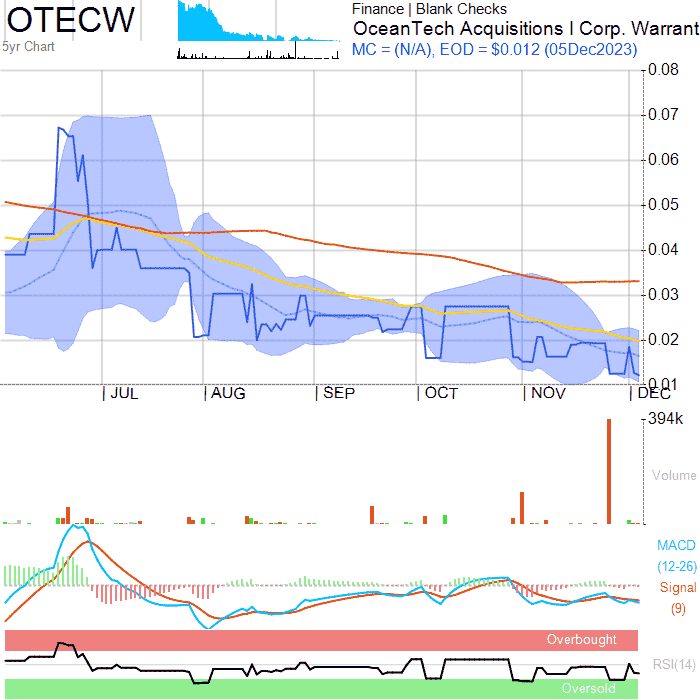 OTECW
5yr Chart
Finance | Blank Checks
OceanTech Acquisitions I Corp. Warrant
MC = (N/A), EOD = $0.012 (05Dec2023)
0.08
0.07
0.06
0.05
0.04
0.03
0.02
0.01
JUL AUG SEP OCT NOV DEC
394k
Volume
MACD
(12-26)
Signal
(9)
Overbought
RSI(14)
Oversold